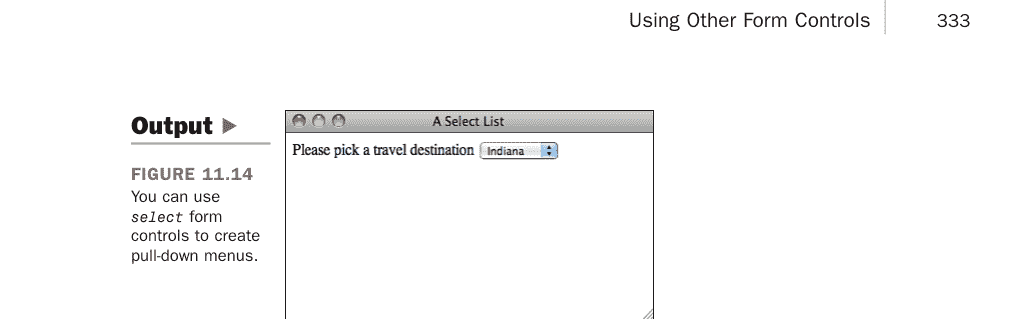 Using Other Form Controls 333
Output
FIGURE 11.14
You can use
select form
controls to create
pull-down menus.
A Select List
Please pick a travel destination Indiana